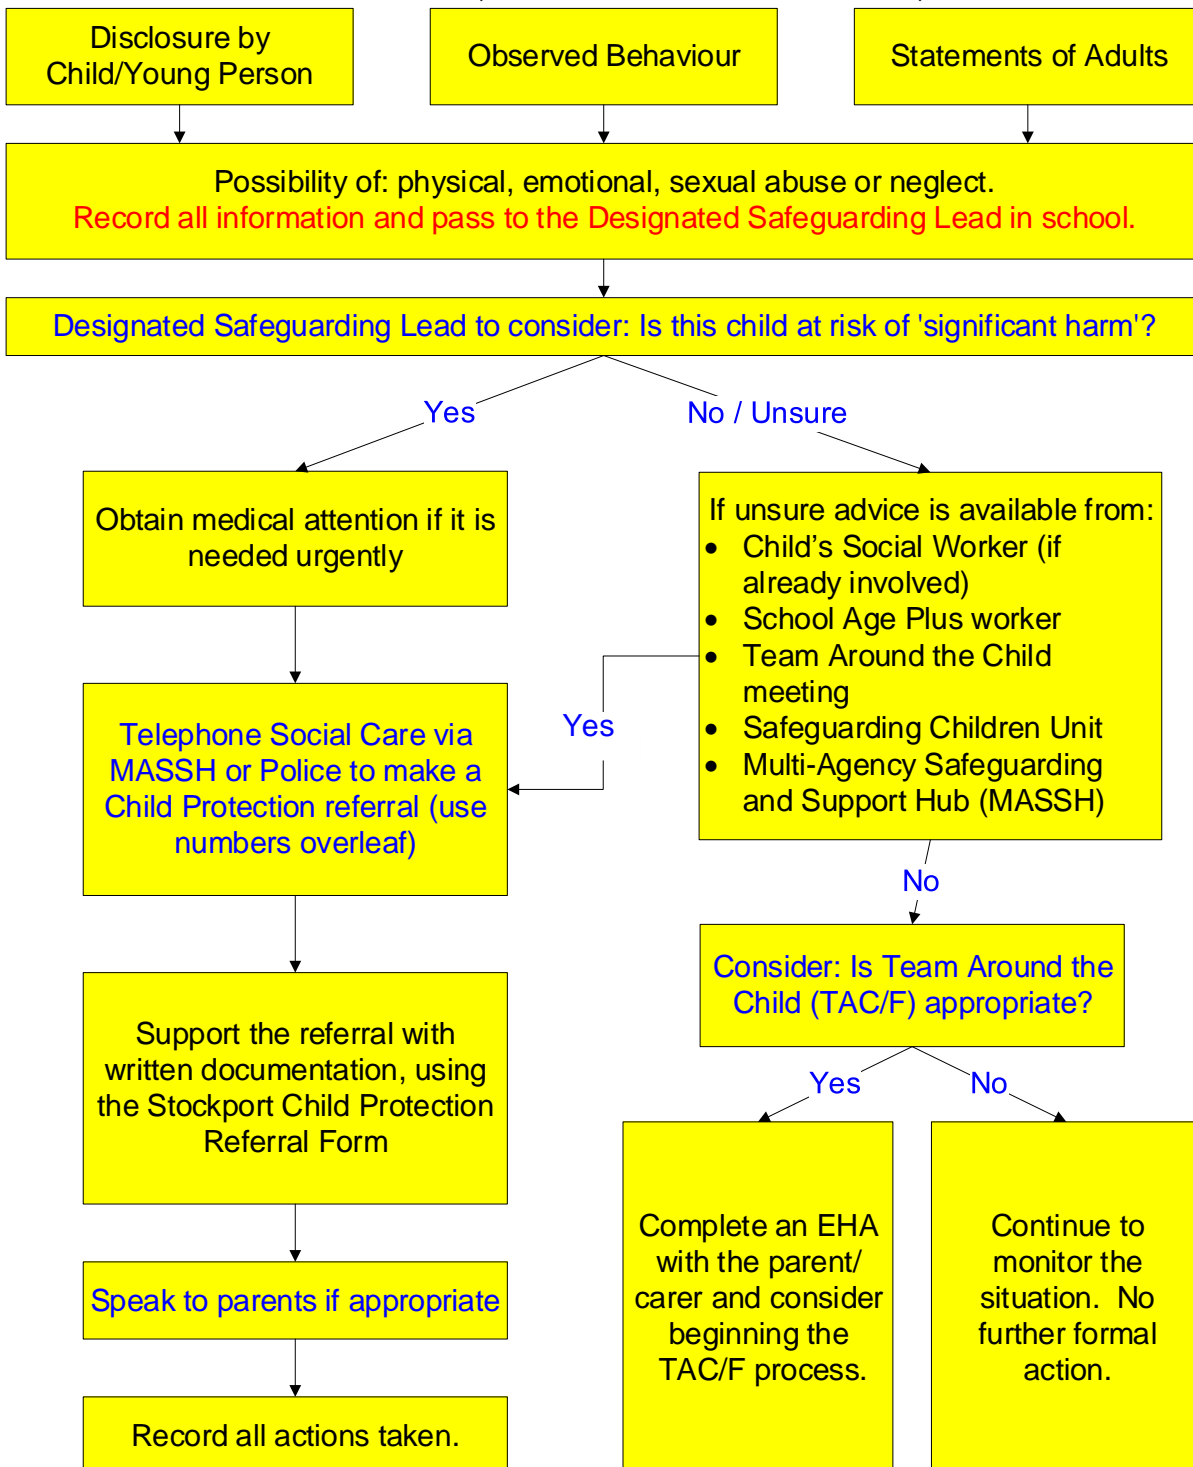 Disclosure by
Child/Young Person
Observed Behaviour
Statements of Adults
Possibility of: physical, emotional, sexual abuse or neglect.
Record all information and pass to the Designated Safeguarding Lead in school.
Designated Safeguarding Lead to consider: Is this child at risk of 'significant harm'?
Yes
No / Unsure
Obtain medical attention if it is
needed urgently
If unsure advice is available from:
• Child’s Social Worker (if
already involved)
• School Age Plus worker
• Team Around the Child
meeting
• Safeguarding Children Unit
• Multi-Agency Safeguarding
and Support Hub (MASSH)
Yes
Telephone Social Care via
MASSH or Police to make a
Child Protection referral (use
numbers overleaf)
No
Consider: Is Team Around the
Child (TAC/F) appropriate?
Support the referral with
written documentation, using
the Stockport Child Protection
Referral Form
Yes
No
Speak to parents if appropriate
Complete an EHA
with the parent/
carer and consider
beginning the
TAC/F process.
Continue to
monitor the
situation.  No
further formal
action.
Record all actions taken.